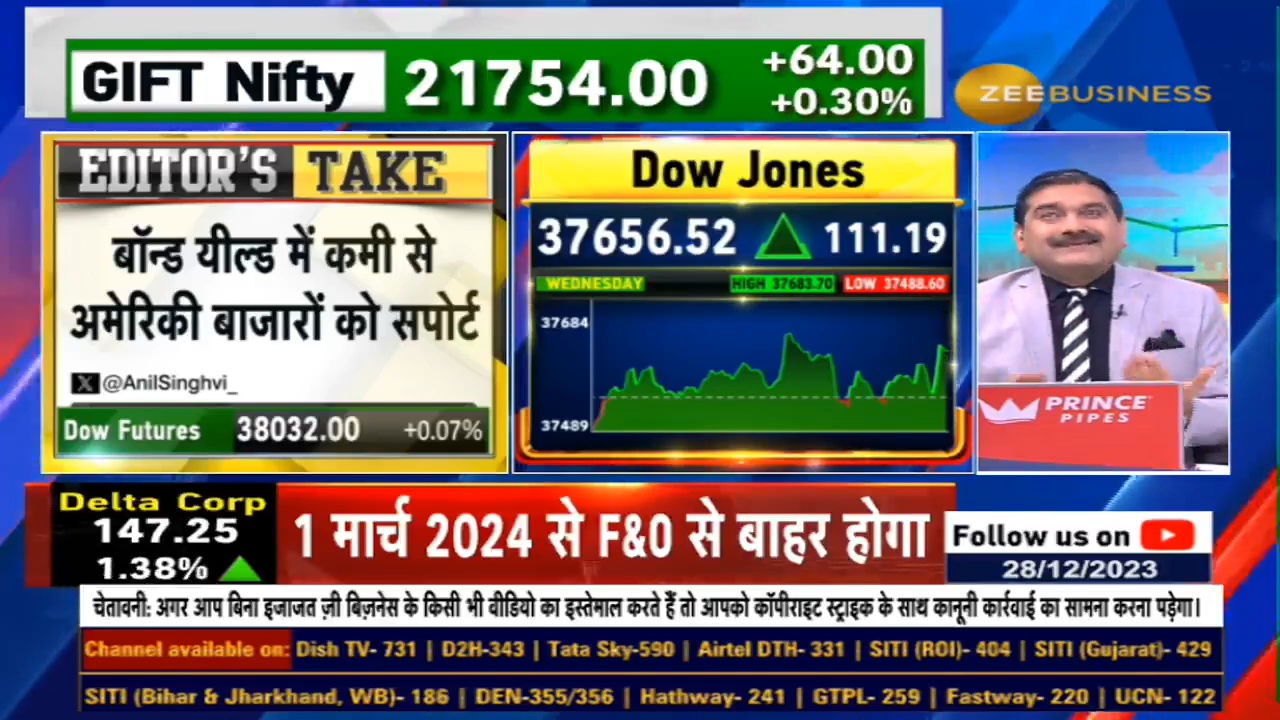 GIFT Nifty 21754.00 +64.00
+0.30%
ZEEBUSINESS
EDITOR'S TAKE
बॉन्ड यील्ड में कमी से
अमेरिकी बाजारों को सपोर्ट
X @AnilSinghvi_
Dow Futures 38032.00 +0.07%
Dow Jones
37656.52 111.19
WEDNESDAY HIGH 37683.70 LOW 37488.60
37684
37489
PRINCE
PIPES
Delta Corp
147.25
1.38%
1 मार्च 2024 से F&O से बाहर होगा
Follow us on
28/12/2023
चेतावनी: अगर आप बिना इजाजत ज़ी बिज़नेस के किसी भी वीडियो का इस्तेमाल करते हैं तो आपको कॉपीराइट स्ट्राइक के साथ कानूनी कार्रवाई का सामना करना पड़ेगा।
Channel available on: Dish TV- 731 | D2H-343 | Tata Sky-590 | Airtel DTH- 331 | SITI (ROI)- 404 | SITI (Gujarat)- 429
SITI (Bihar & Jharkhand, WB)- 186 | DEN-355/356 | Hathway- 241 | GTPL- 259 | Fastway- 220 | UCN- 122